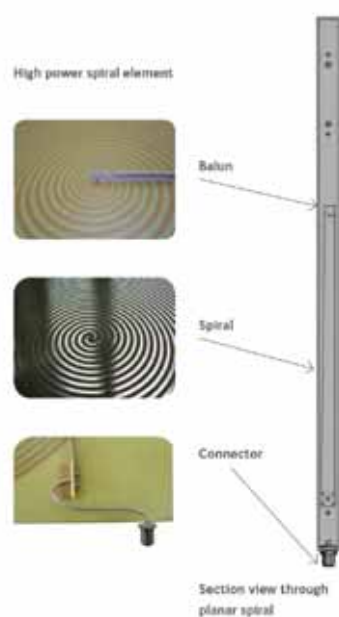 High power spiral element
Balun
Spiral
Connector
Section view through
planar spiral